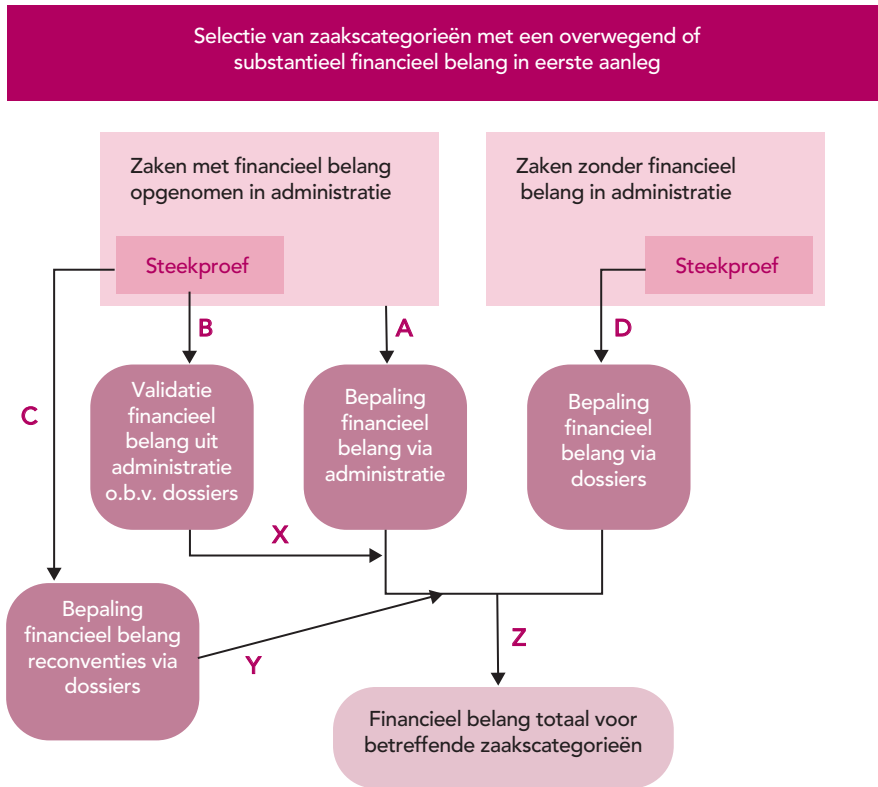 Selectie van zaakscategorieën met een overwegend of
substantieel financieel belang in eerste aanleg
Zaken met financieel belang
opgenomen in administratie
Steekproef
Zaken zonder financieel
belang in administratie
Steekproef
B
A
D
C
Validatie
financieel
belang uit
administratie
o.b.v. dossiers
Bepaling
financieel
belang via
administratie
Bepaling
financieel
belang via
dossiers
X
Bepaling
financieel belang
reconventies via
dossiers
Y
Z
Financieel belang totaal voor
betreffende zaakscategorieën